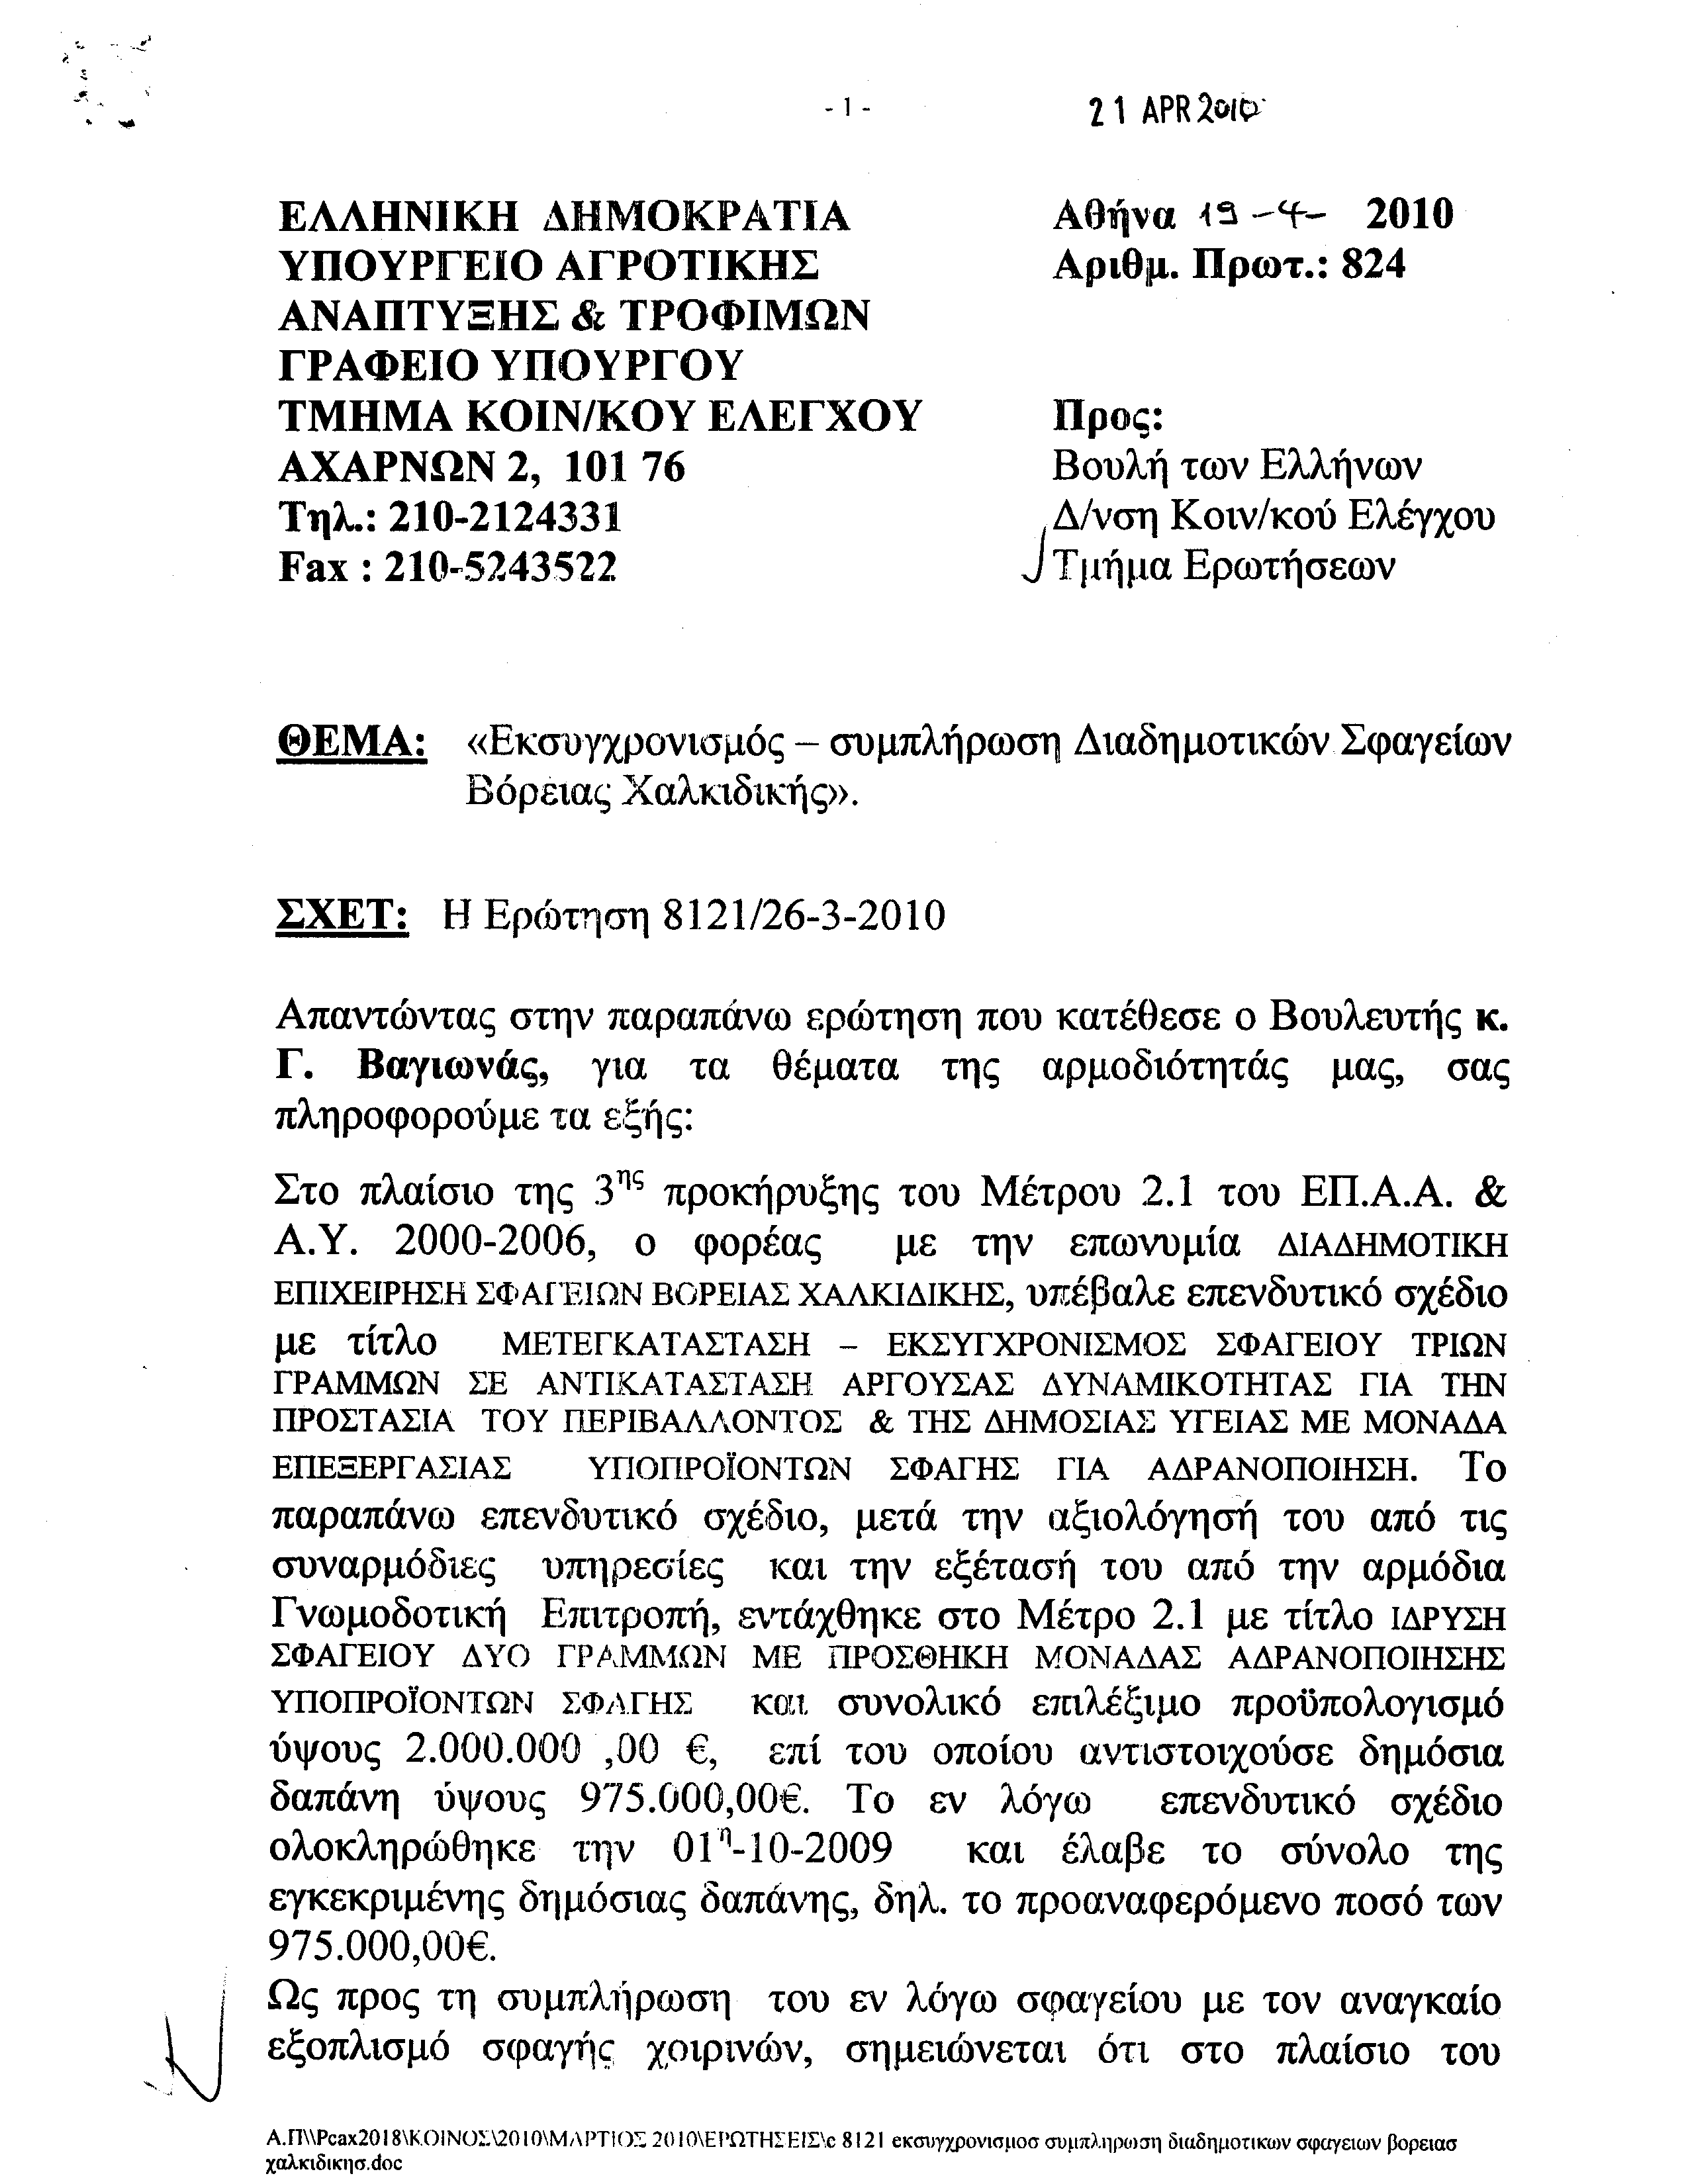 - 1 -
21 APR 2010
ΕΛΛΗΝΙΚΗ ΔΗΜΟΚΡΑΤΙΑ
ΥΠΟΥΡΓΕΙΟ ΑΓΡΟΤΙΚΗΣ
ΑΝΑΠΤΥΞΗΣ & ΤΡΟΦΙΜΩΝ
ΓΡΑΦΕΙΟ ΥΠΟΥΡΓΟΥ
ΤΜΗΜΑ ΚΟΙΝ/ΚΟΥ ΕΛΕΓΧΟΥ
ΑΧΑΡΝΩΝ 2, 101 76
Τηλ.: 210-2124331
Fax : 210-5243522
Αθήνα 19-4- 2010
Αριθμ. Πρωτ.: 824
Προς:
Βουλή των Ελλήνων
Δ/νση Κοιν/κού Ελέγχου
Τμήμα Ερωτήσεων
ΘΕΜΑ: «Εκσυγχρονισμός – συμπλήρωση Διαδημοτικών Σφαγείων
Βόρειας Χαλκιδικής».
ΣΧΕΤ: Η Ερώτηση 8121/26-3-2010
Απαντώντας στην παραπάνω ερώτηση που κατέθεσε ο Βουλευτής κ.
Γ. Βαγιωνάς, για τα θέματα της αρμοδιότητάς μας, σας
πληροφορούμε τα εξής:
Στο πλαίσιο της 3ης προκήρυξης του Μέτρου 2.1 του ΕΠ.Α.Α. &
Α.Υ. 2000-2006, ο φορέας με την επωνυμία ΔΙΑΔΗΜΟΤΙΚΗ
ΕΠΙΧΕΙΡΗΣΗ ΣΦΑΓΕΙΩΝ ΒΟΡΕΙΑΣ ΧΑΛΚΙΔΙΚΗΣ, υπέβαλε επενδυτικό σχέδιο
με τίτλο ΜΕΤΕΓΚΑΤΑΣΤΑΣΗ – ΕΚΣΥΓΧΡΟΝΙΣΜΟΣ ΣΦΑΓΕΙΟΥ ΤΡΙΩΝ
ΓΡΑΜΜΩΝ ΣΕ ΑΝΤΙΚΑΤΑΣΤΑΣΗ ΑΡΓΟΥΣΑΣ ΔΥΝΑΜΙΚΟΤΗΤΑΣ ΓΙΑ ΤΗΝ
ΠΡΟΣΤΑΣΙΑ ΤΟΥ ΠΕΡΙΒΑΛΛΟΝΤΟΣ & ΤΗΣ ΔΗΜΟΣΙΑΣ ΥΓΕΙΑΣ ΜΕ ΜΟΝΑΔΑ
ΕΠΕΞΕΡΓΑΣΙΑΣ ΥΠΟΠΡΟΪΟΝΤΩΝ ΣΦΑΓΗΣ ΓΙΑ ΑΔΡΑΝΟΠΟΙΗΣΗ. Το
παραπάνω επενδυτικό σχέδιο, μετά την αξιολόγησή του από τις
συναρμόδιες υπηρεσίες και την εξέτασή του από την αρμόδια
Γνωμοδοτική Επιτροπή, εντάχθηκε στο Μέτρο 2.1 με τίτλο ΙΔΡΥΣΗ
ΣΦΑΓΕΙΟΥ ΔΥΟ ΓΡΑΜΜΩΝ ΜΕ ΠΡΟΣΘΗΚΗ ΜΟΝΑΔΑΣ ΑΔΡΑΝΟΠΟΙΗΣΗΣ
ΥΠΟΠΡΟΪΟΝΤΩΝ ΣΦΑΓΗΣ και συνολικό επιλέξιμο προϋπολογισμό
ύψους 2.000.000 ,00 €, επί του οποίου αντιστοιχούσε δημόσια
δαπάνη ύψους 975.000,00€. Το εν λόγω επενδυτικό σχέδιο
ολοκληρώθηκε την 01η-10-2009 και έλαβε το σύνολο της
εγκεκριμένης δημόσιας δαπάνης, δηλ. το προαναφερόμενο ποσό των
975.000,00€.
Ως προς τη συμπλήρωση του εν λόγω σφαγείου με τον αναγκαίο
εξοπλισμό σφαγής χοιρινών, σημειώνεται ότι στο πλαίσιο του
Α.Π\\Pcax2018\ΚΟΙΝΟΣ\2010\ΜΑΡΤΙΟΣ 2010\ΕΡΩΤΗΣΕΙΣ\ε 8121 εκσυγχρονισμοσ συμπληρωση διαδημοτικων σφαγειων βορειασ
χαλκιδικησ.doc